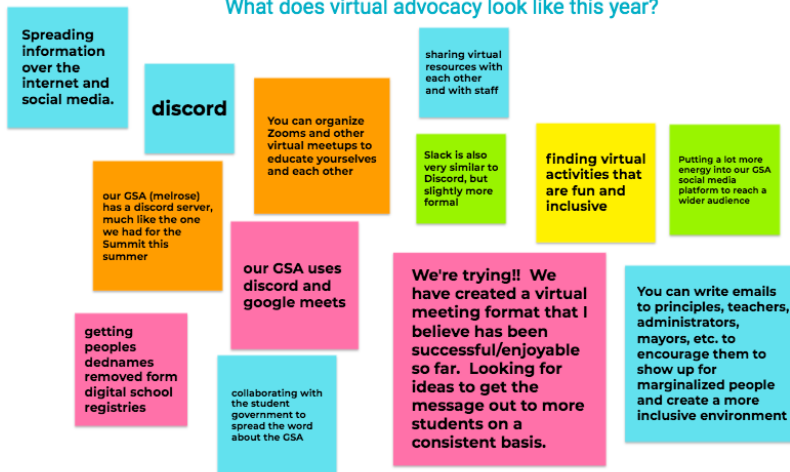 What does virtual advocacy look like this year?
Spreading
information
over the
internet and
social media.
discord
You can organize
Zooms and other
virtual meetups to
educate yourselves
and each other
sharing virtual
resources with
each other
and with staff
Slack is also
very similar to
Discord, but
slightly more
formal
finding virtual
activities that
are fun and
inclusive
Putting a lot more
energy into our GSA
social media
platform to reach a
wider audience
our GSA (melrose)
has a discord server,
much like the one
we had for the
Summit this
summer
our GSA uses
discord and
google meets
We're trying!! We
have created a virtual
meeting format that I
believe has been
successful/enjoyable
so far. Looking for
ideas to get the
message out to more
students on a
consistent basis.
You can write emails
to principles, teachers,
administrators,
mayors, etc. to
encourage them to
show up for
marginalized people
and create a more
inclusive environment
getting
peoples
dednames
removed form
digital school
registries
collaborating with
the student
government to
spread the word
about the GSA